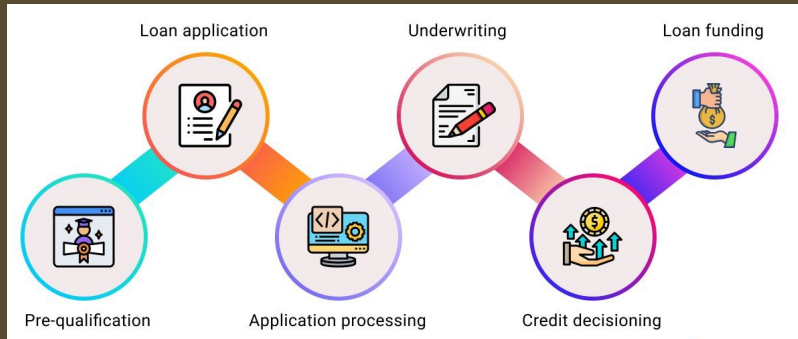 Loan application
Underwriting
Loan funding
Pre-qualification
Application processing
Credit decisioning